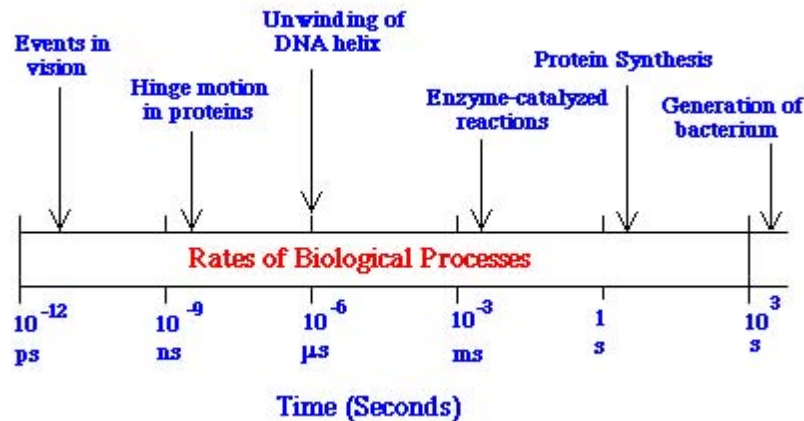 Events in
vision
Hinge motion
in proteins
Unwinding of
DNA helix
Enzyme-catalyzed
reactions
Protein Synthesis
Generation of
bacterium
Rates of Biological Processes
10⁻¹² 10⁻⁹ 10⁻⁶ 10⁻³ 1 10³
ps ns μs ms s s
Time (Seconds)